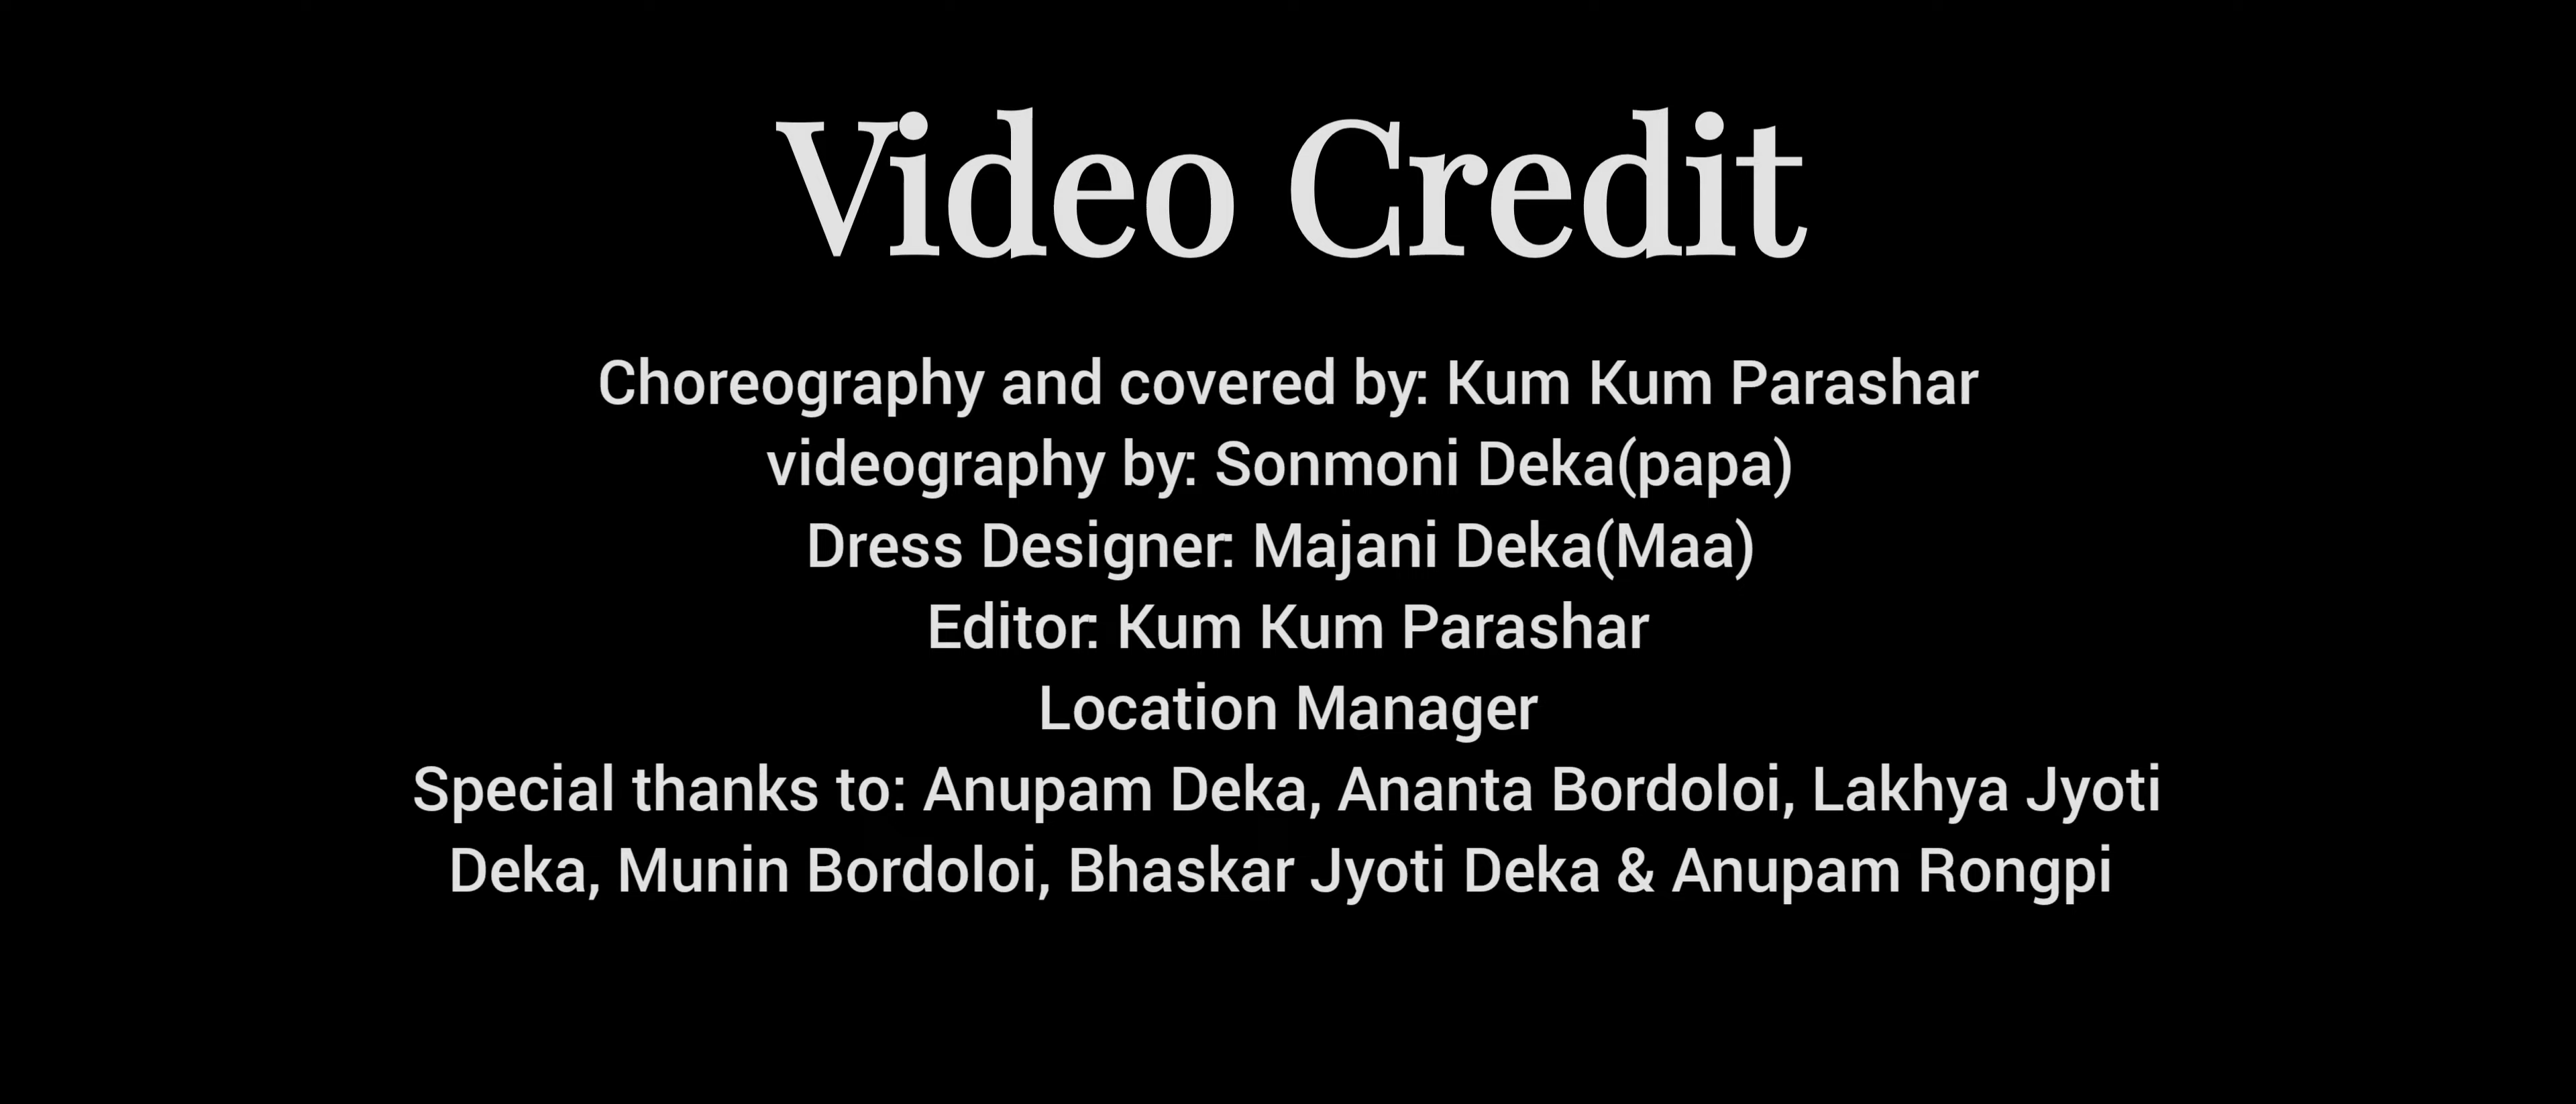 Video Credit
Choreography and covered by: Kum Kum Parashar
videography by: Sonmoni Deka(papa)
Dress Designer: Majani Deka(Maa)
Editor: Kum Kum Parashar
Location Manager
Special thanks to: Anupam Deka, Ananta Bordoloi, Lakhya Jyoti
Deka, Munin Bordoloi, Bhaskar Jyoti Deka & Anupam Rongpi